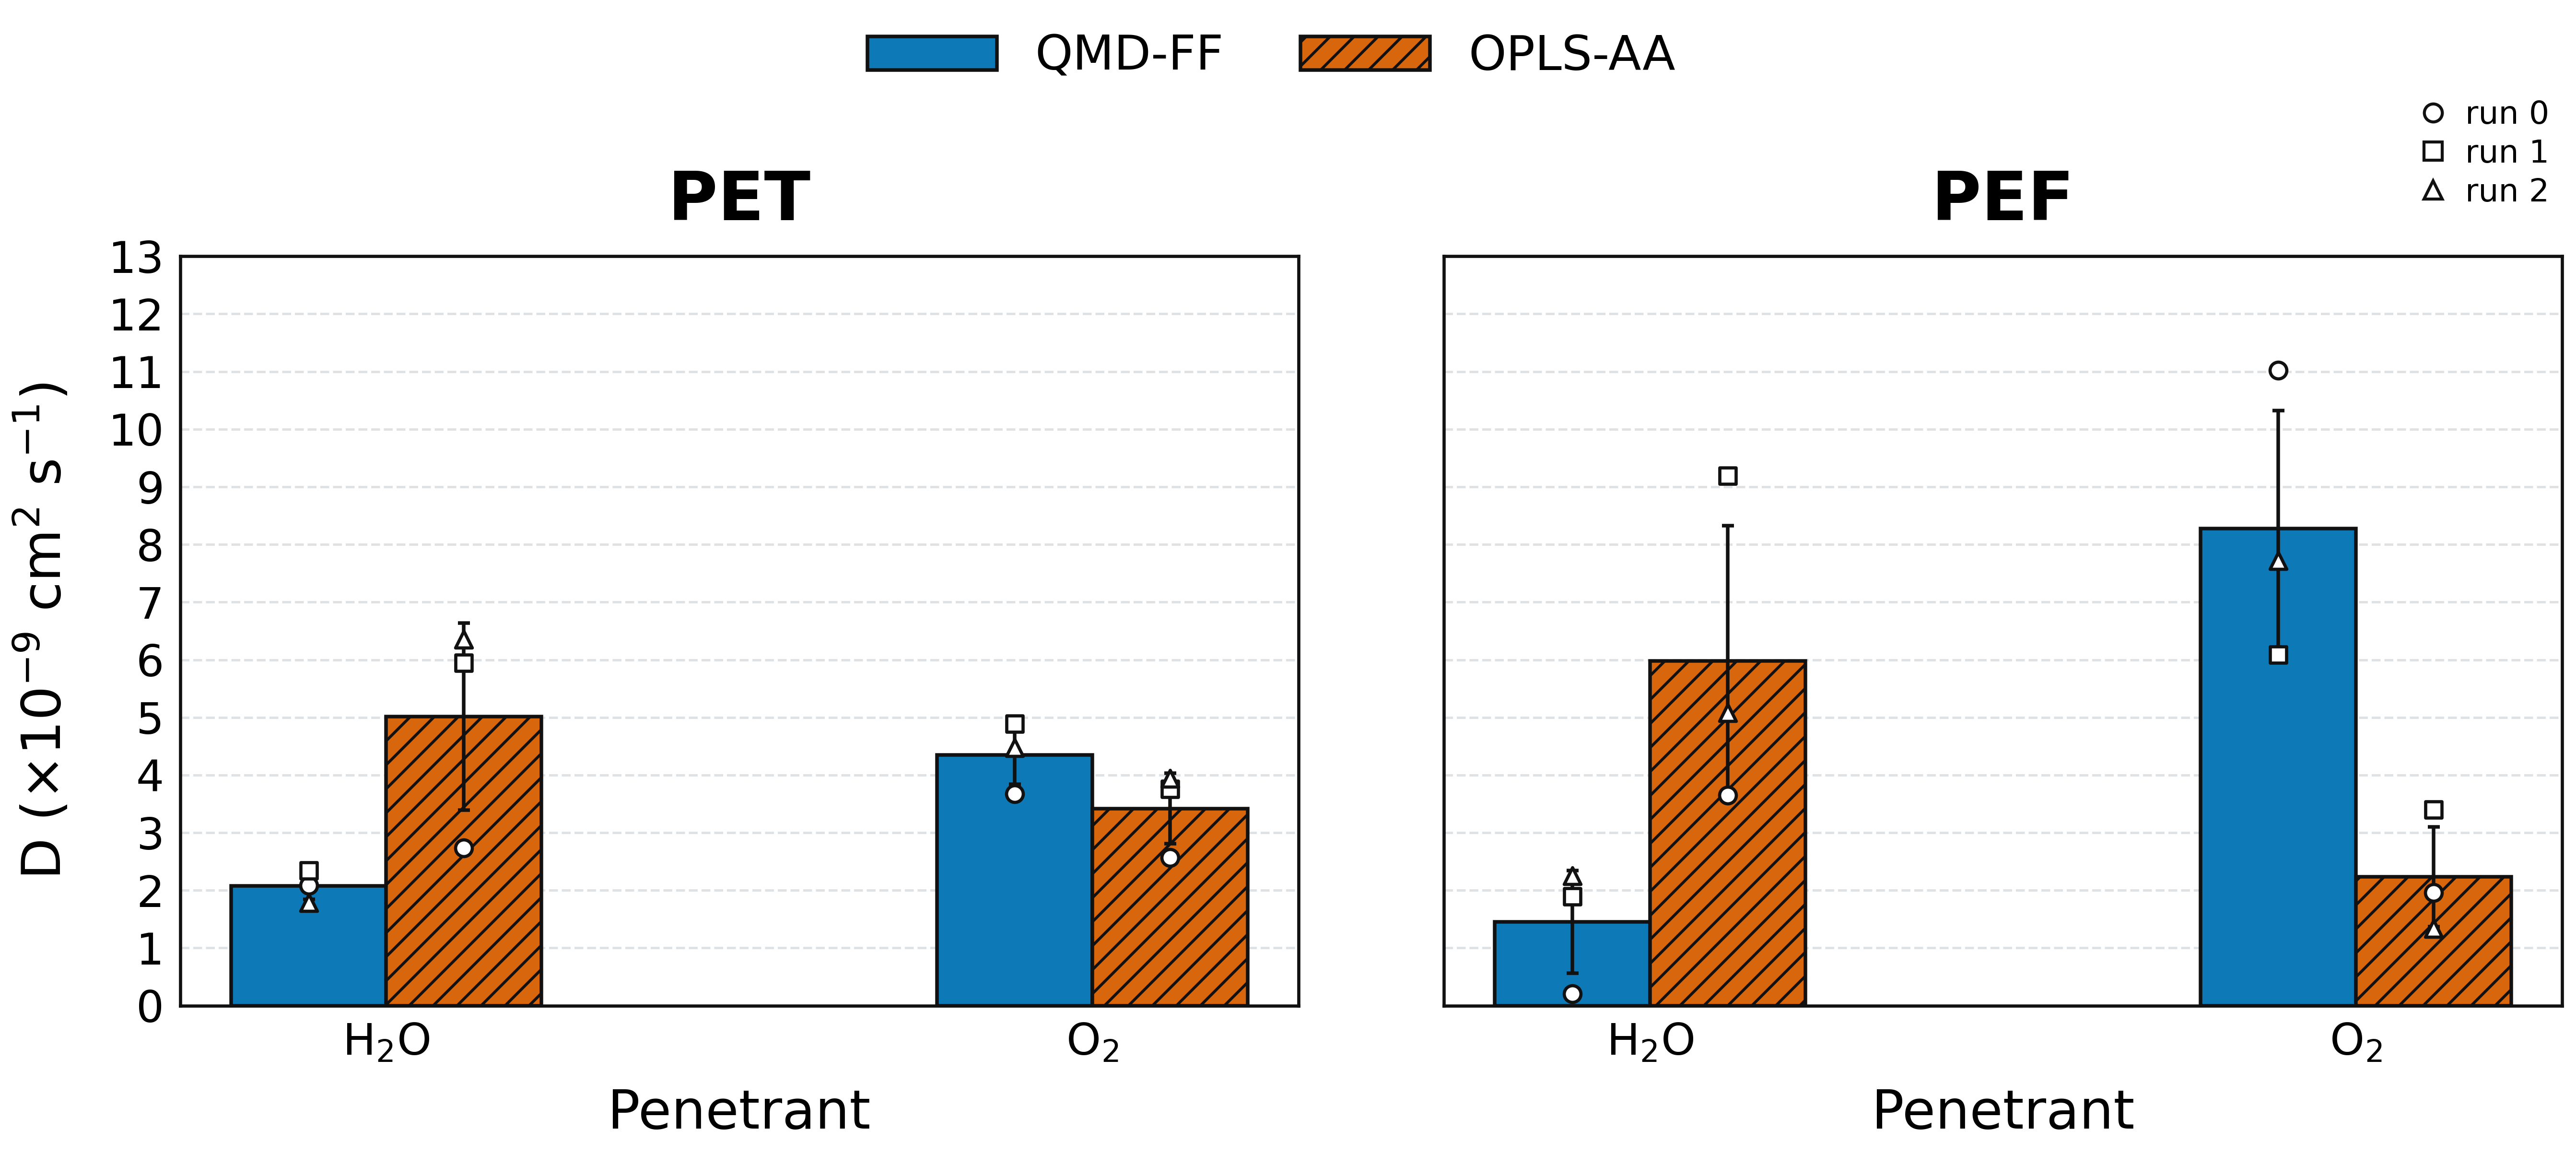 QMD-FF OPLS-AA
run 0
run 1
run 2
PET
PEF
D (×10⁻⁹ cm² s⁻¹)
13
12
11
10
9
8
7
6
5
4
3
2
1
0
H₂O O₂
H₂O O₂
Penetrant
Penetrant